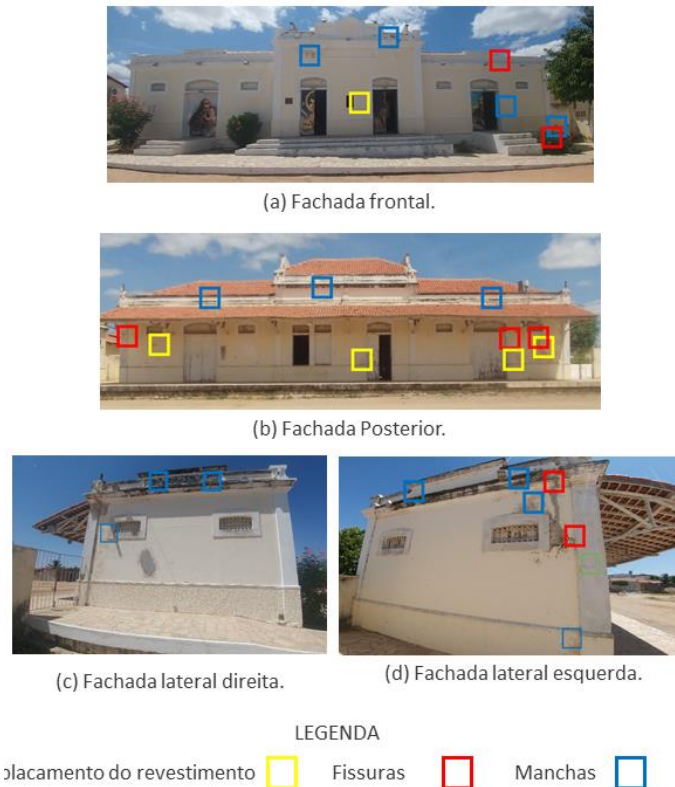 (a) Fachada frontal.
(b) Fachada Posterior.
(c) Fachada lateral direita.
(d) Fachada lateral esquerda.
LEGENDA
placamento do revestimento Fissuras Manchas